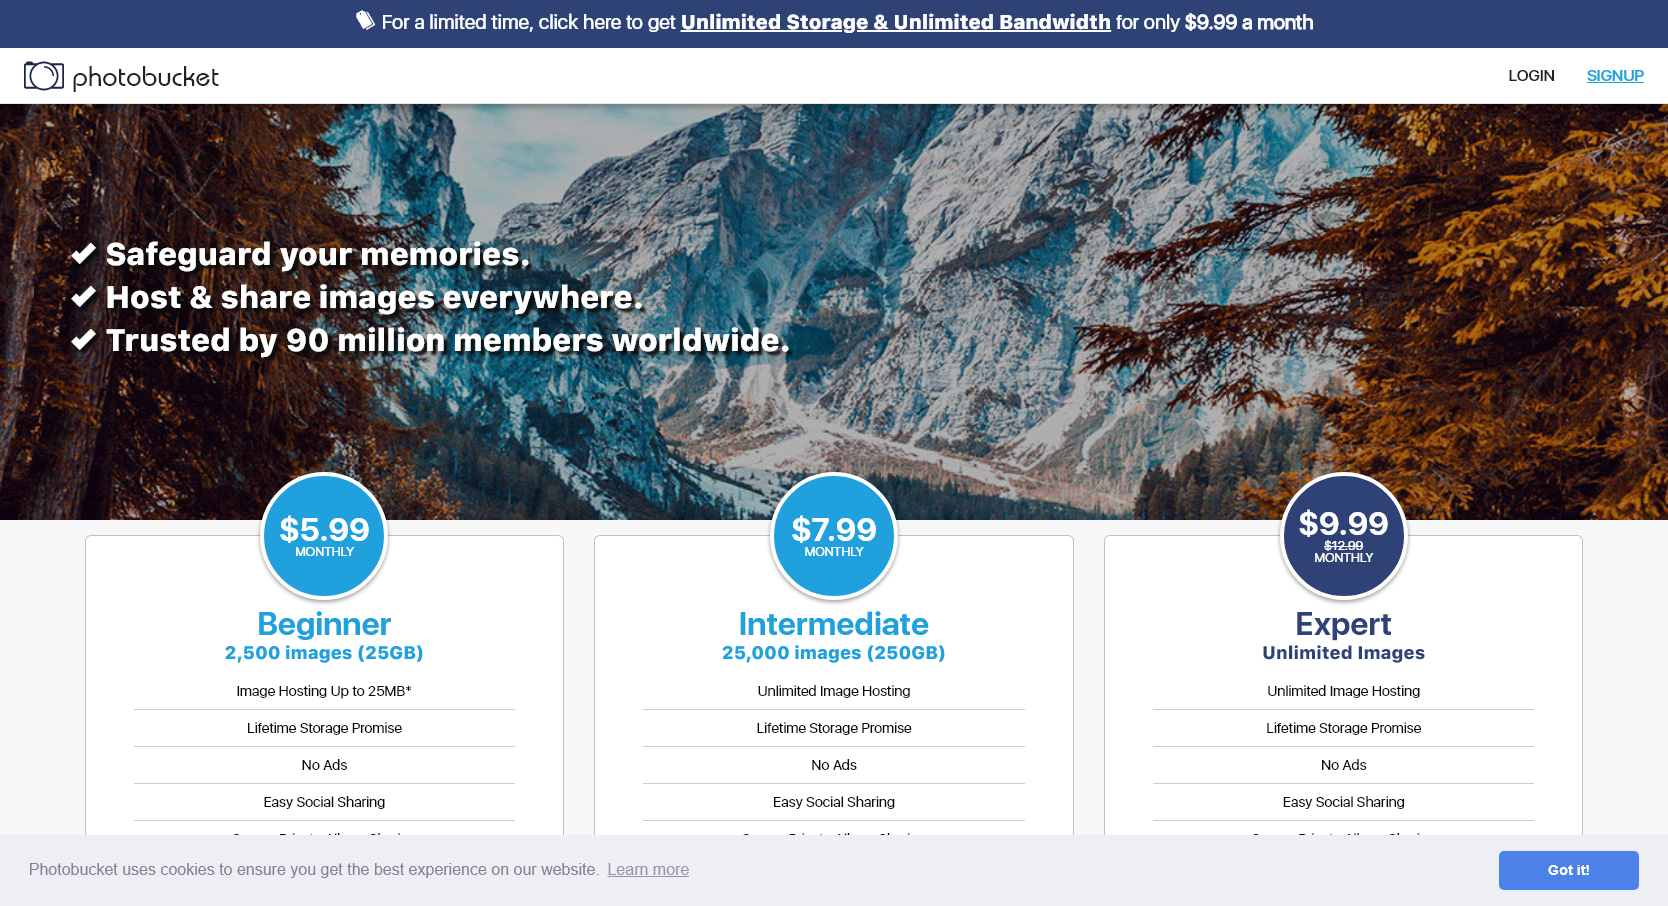 For a limited time, click here to get Unlimited Storage & Unlimited Bandwidth for only $9.99 a month
photobucket
LOGIN
SIGNUP
Safeguard your memories.
Host & share images everywhere.
Trusted by 90 million members worldwide.
$5.99
MONTHLY
Beginner
2,500 images (25GB)
Image Hosting Up to 25MB*
Lifetime Storage Promise
No Ads
Easy Social Sharing
$7.99
MONTHLY
Intermediate
25,000 images (250GB)
Unlimited Image Hosting
Lifetime Storage Promise
No Ads
Easy Social Sharing
$9.99
$12.99
MONTHLY
Expert
Unlimited Images
Unlimited Image Hosting
Lifetime Storage Promise
No Ads
Easy Social Sharing
Photobucket uses cookies to ensure you get the best experience on our website. Learn more
Got it!